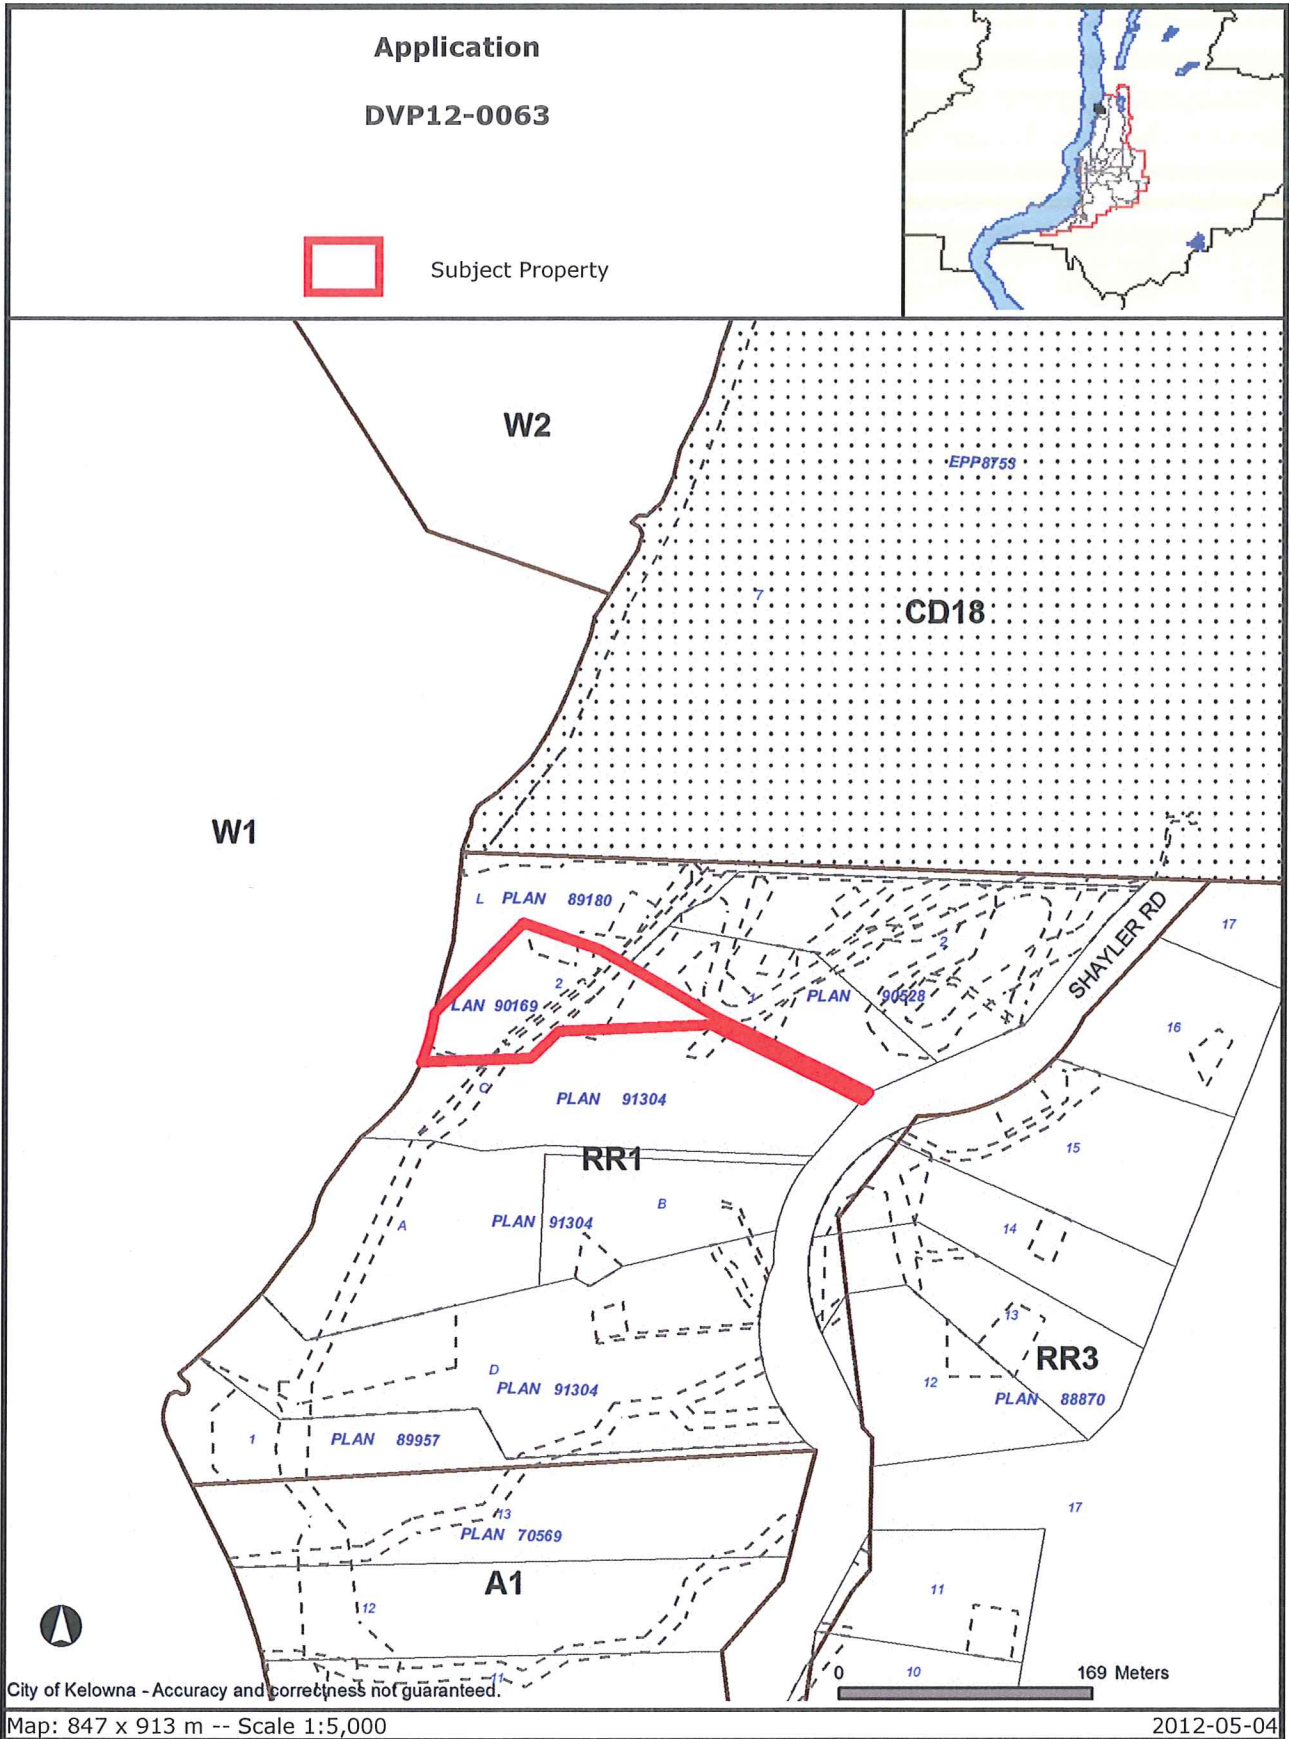 Application
DVP12-0063
Subject Property
W2
EPP8753
7
CD18
W1
L PLAN 89180
17
2
2
SHAYLER RD
LAN 90169
1
PLAN 90528
16
C
PLAN 91304
15
RR1
B
A
PLAN 91304
14
13
RR3
D
12
PLAN 91304
PLAN 88870
1
PLAN 89957
17
13
PLAN 70569
A1
11
12
10
0
169 Meters
11
City of Kelowna - Accuracy and correctness not guaranteed.
Map: 847 x 913 m -- Scale 1:5,000
2012-05-04